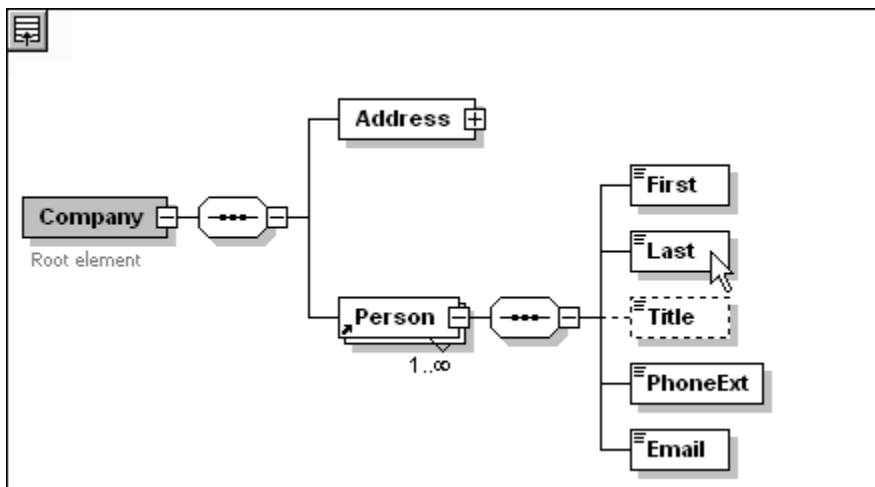 Company
Root element
Address
Person
1..∞
First
Last
Title
PhoneExt
Email